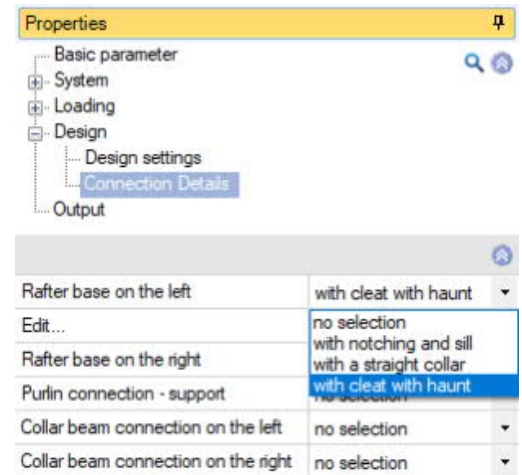 Properties
Basic parameter
System
Loading
Design
Design settings
Connection Details
Output
Rafter base on the left with cleat with haunt
Edit... no selection
with notching and sill
Rafter base on the right with a straight collar
with cleat with haunt
Purlin connection - support no selection
Collar beam connection on the left no selection
Collar beam connection on the right no selection